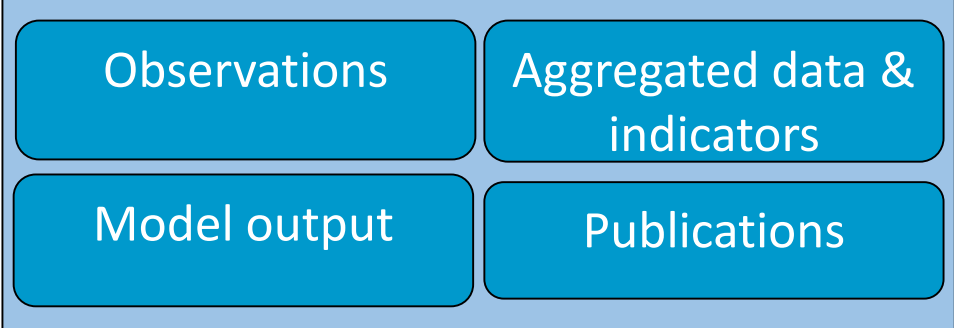 Observations
Aggregated data &
indicators
Model output
Publications